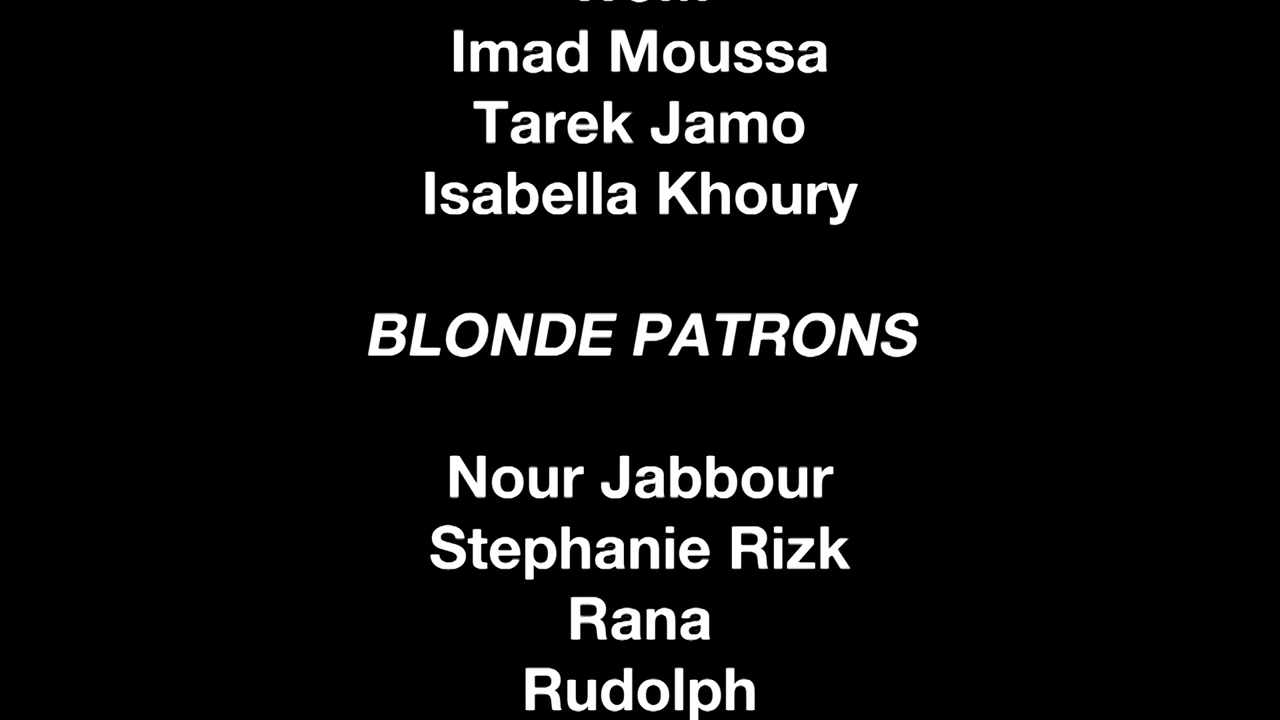 Imad Moussa
Tarek Jamo
Isabella Khoury
BLONDE PATRONS
Nour Jabbour
Stephanie Rizk
Rana
Rudolph